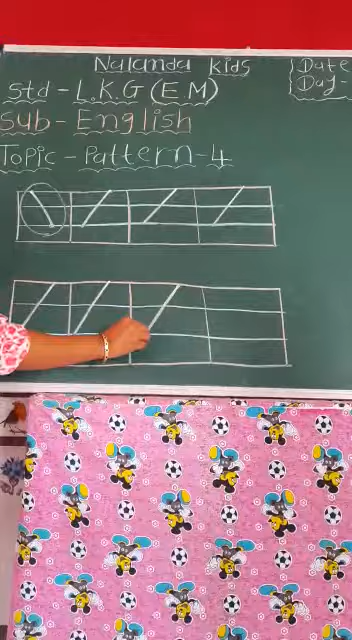 Nalanda Kids
Date
Day-
Std - L.K.G (E.M)
Sub - English
Topic - Pattern - 4